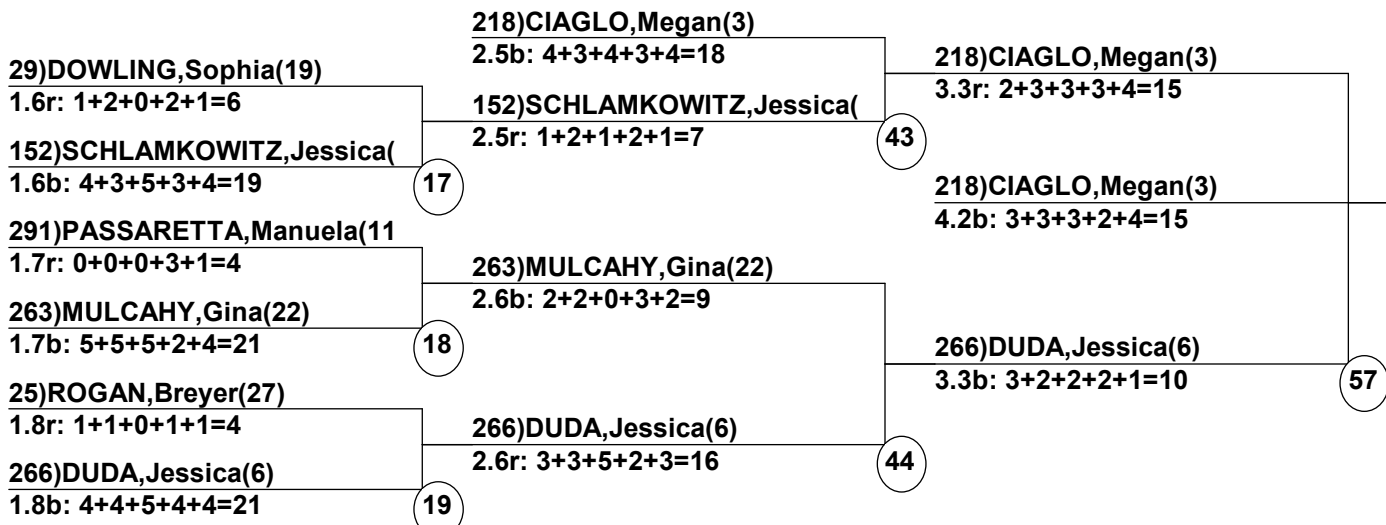 29)DOWLING,Sophia(19)
1.6r: 1+2+0+2+1=6
152)SCHLAMKOWITZ,Jessica(
1.6b: 4+3+5+3+4=19
17
291)PASSARETTA,Manuela(11
1.7r: 0+0+0+3+1=4
263)MULCAHY,Gina(22)
1.7b: 5+5+5+2+4=21
18
25)ROGAN,Breyer(27)
1.8r: 1+1+0+1+1=4
266)DUDA,Jessica(6)
1.8b: 4+4+5+4+4=21
19
218)CIAGLO,Megan(3)
2.5b: 4+3+4+3+4=18
152)SCHLAMKOWITZ,Jessica(
2.5r: 1+2+1+2+1=7
43
263)MULCAHY,Gina(22)
2.6b: 2+2+0+3+2=9
266)DUDA,Jessica(6)
2.6r: 3+3+5+2+3=16
44
218)CIAGLO,Megan(3)
3.3r: 2+3+3+3+4=15
218)CIAGLO,Megan(3)
4.2b: 3+3+3+2+4=15
266)DUDA,Jessica(6)
3.3b: 3+2+2+2+1=10
57